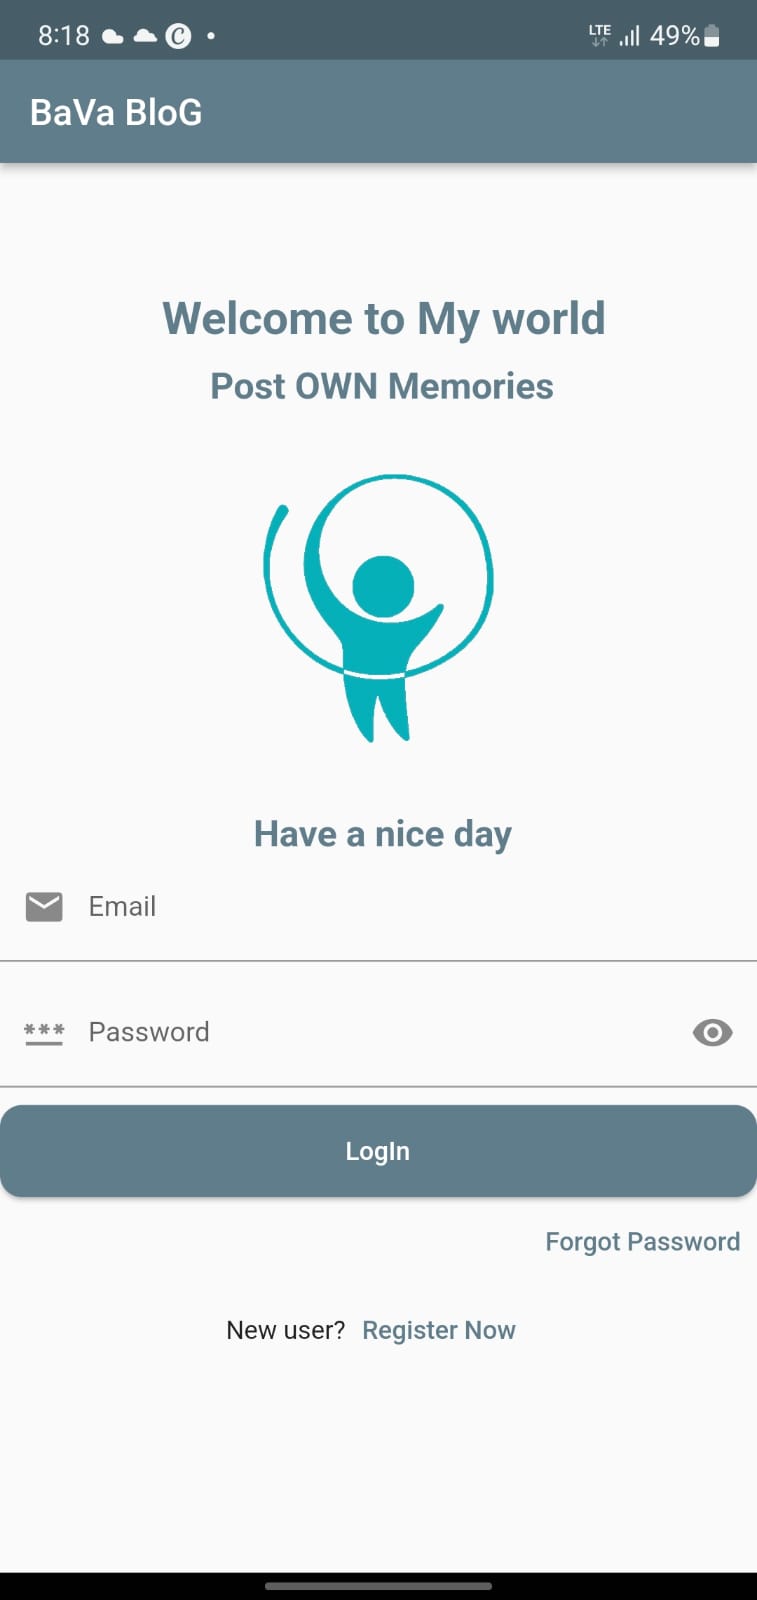 8:18 LTE 49%
BaVa BloG
Welcome to My world
Post OWN Memories
Have a nice day
Email
*** Password
LogIn
Forgot Password
New user? Register Now